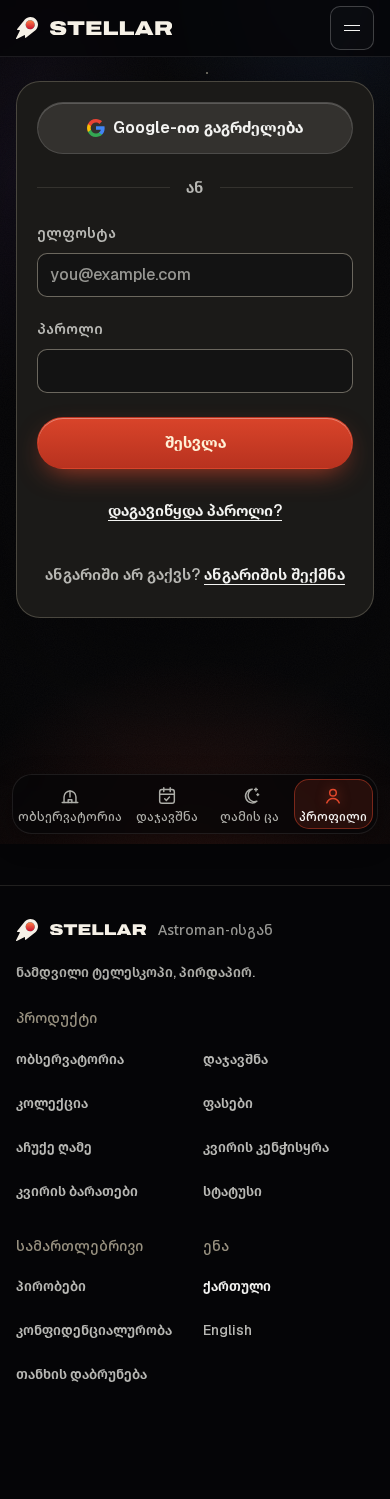 STELLAR
Google-ით გაგრძელება
ან
ელფოსტა
you@example.com
პაროლი
შესვლა
დაგავიწყდა პაროლი?
ანგარიში არ გაქვს? ანგარიშის შექმნა
ობსერვატორია დაჯავშნა ღამის ცა პროფილი
STELLAR Astroman-ისგან
ნამდვილი ტელესკოპი, პირდაპირ.
პროდუქტი
ობსერვატორია დაჯავშნა
კოლექცია ფასები
აჩუქე ღამე კვირის კენჭისყრა
კვირის ბარათები სტატუსი
სამართლებრივი ენა
პირობები ქართული
კონფიდენციალურობა English
თანხის დაბრუნება